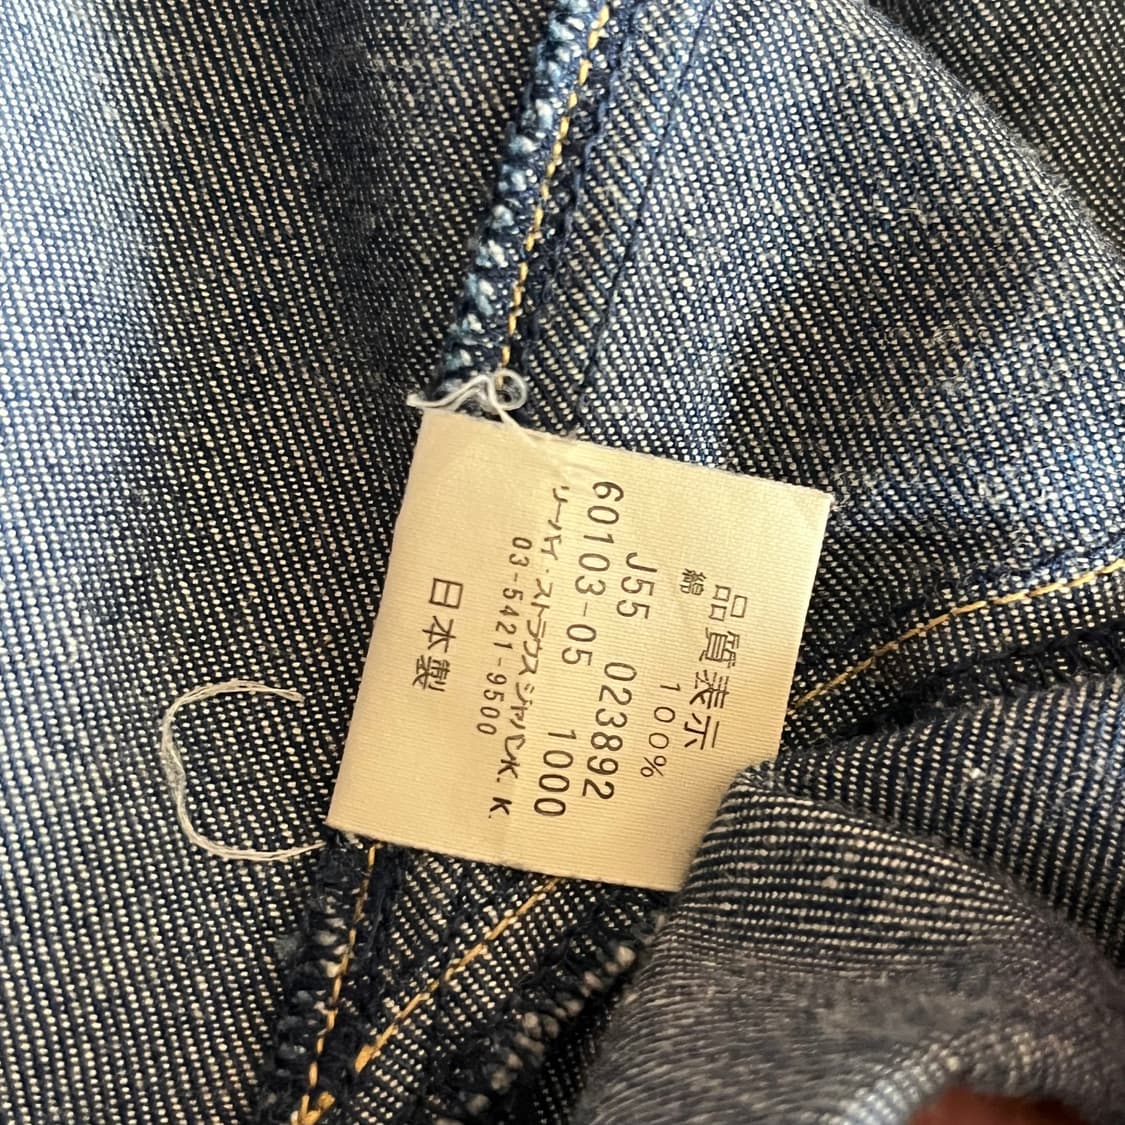 品質表示
綿 100%
J55 023892
60103-05 1000
リーバイ・ストラウス ジャパンK.K.
03-5421-9500
日本製